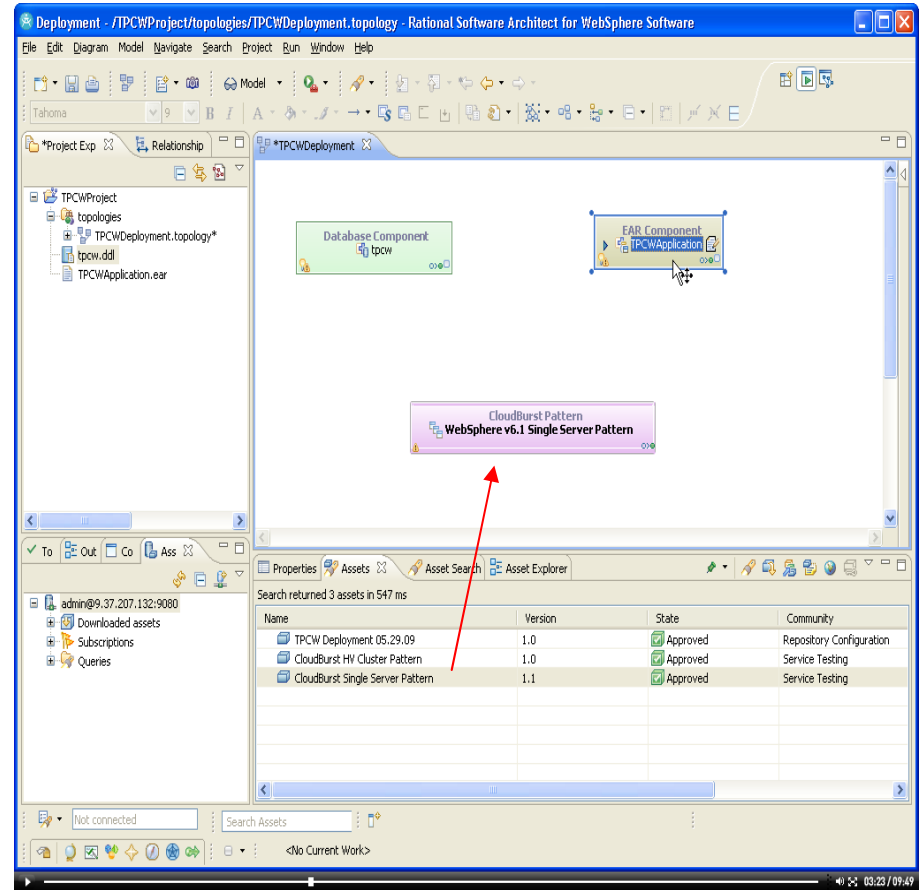 Deployment - /TPCWProject/topologies/TPCWDeployment.topology - Rational Software Architect for WebSphere Software
File Edit Diagram Model Navigate Search Project Run Window Help
Model
Tahoma 9 B I A
*Project Exp Relationship
TPCWProject
topologies
TPCWDeployment.topology*
tpcw.ddl
TPCWApplication.ear
*TPCWDeployment
Database Component
tpcw
EAR Component
TPCWApplication
CloudBurst Pattern
WebSphere v6.1 Single Server Pattern
To Out Co Ass
admin@9.37.207.132:9080
Downloaded assets
Subscriptions
Queries
Properties Assets Asset Search Asset Explorer
Search returned 3 assets in 547 ms
Name Version State Community
TPCW Deployment 05.29.09 1.0 Approved Repository Configuration
CloudBurst HV Cluster Pattern 1.0 Approved Service Testing
CloudBurst Single Server Pattern 1.1 Approved Service Testing
Not connected Search Assets
<No Current Work>
03:23 / 09:49